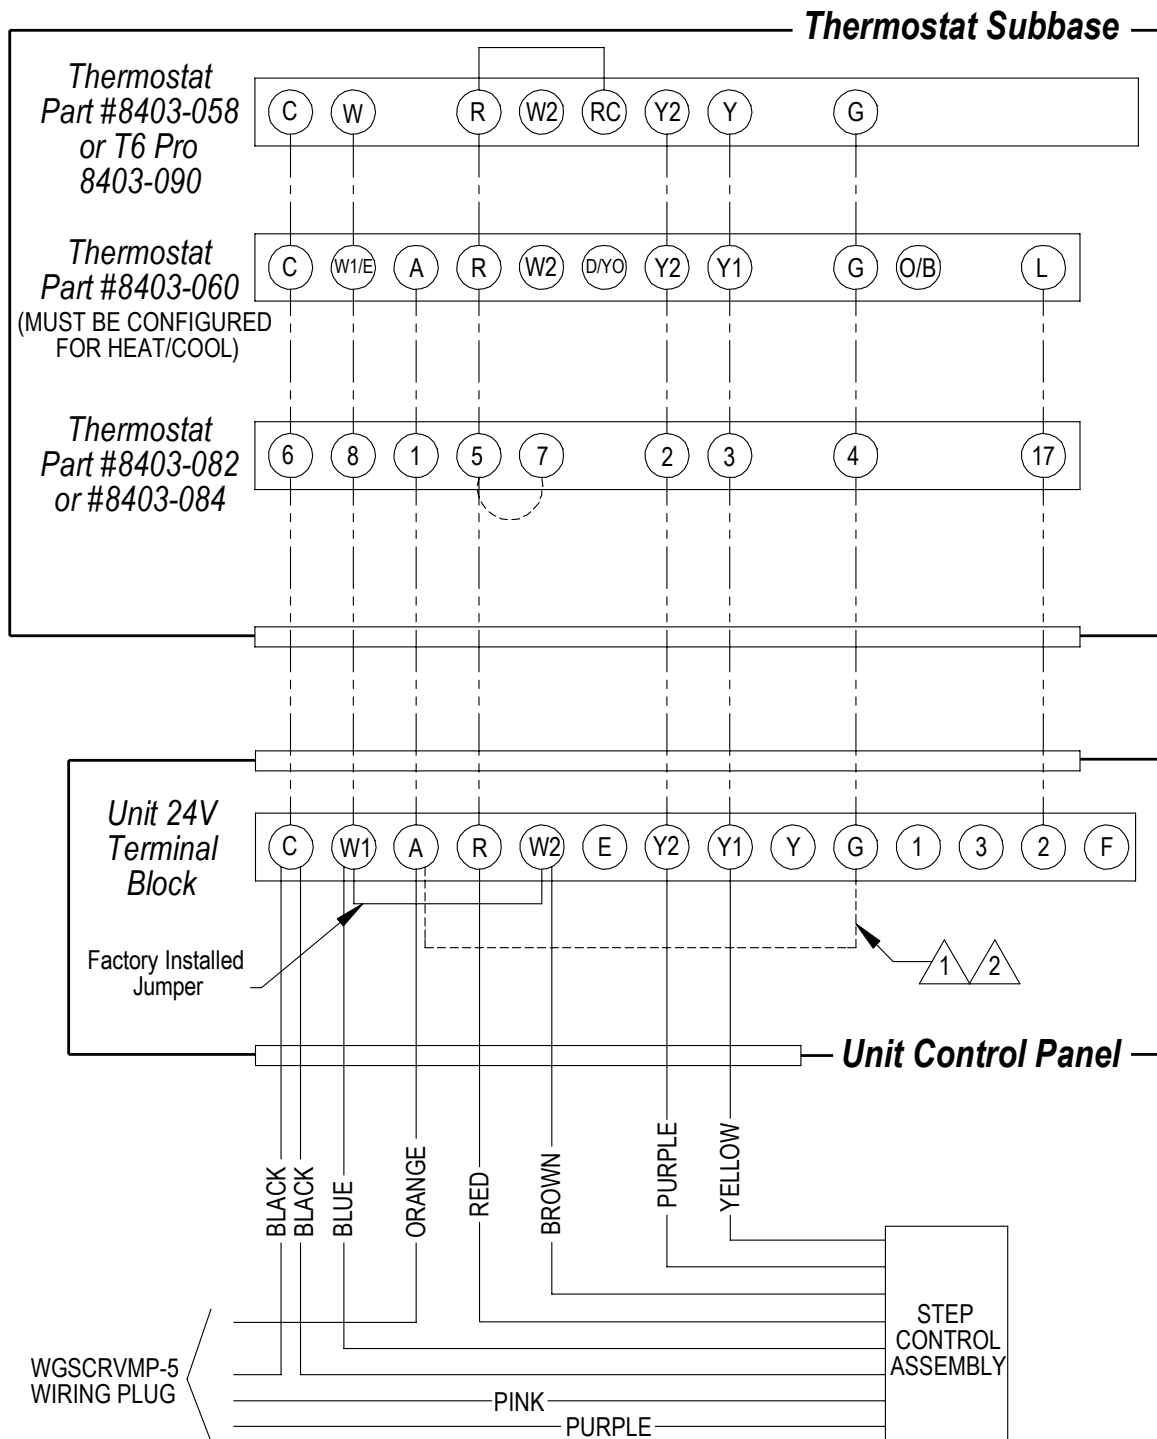 Thermostat Subbase
Thermostat
Part #8403-058
or T6 Pro
8403-090
C W R W2 RC Y2 Y G
Thermostat
Part #8403-060
(MUST BE CONFIGURED
FOR HEAT/COOL)
C W1/E A R W2 D/YO Y2 Y1 G O/B L
Thermostat
Part #8403-082
or #8403-084
6 8 1 5 7 2 3 4 17
Unit 24V
Terminal
Block
C W1 A R W2 E Y2 Y1 Y G 1 3 2 F
Factory Installed
Jumper
1 2
Unit Control Panel
BLACK
BLACK
BLUE
ORANGE
RED
BROWN
PURPLE
YELLOW
STEP
CONTROL
ASSEMBLY
WGSCRVMP-5
WIRING PLUG
PINK
PURPLE